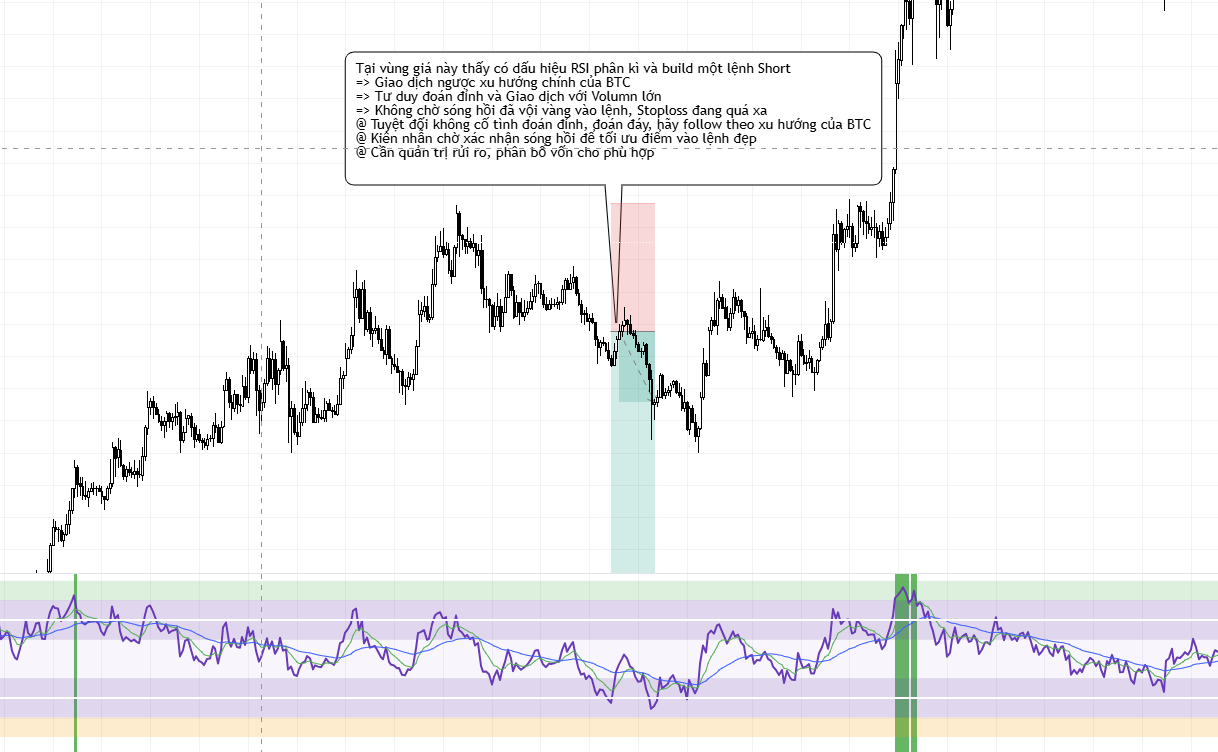 Tại vùng giá này thấy có dấu hiệu RSI phân kì và build một lệnh Short
=> Giao dịch ngược xu hướng chính của BTC
=> Tư duy đoán đỉnh và Giao dịch với Volumn lớn
=> Không chờ sóng hồi đã vội vàng vào lệnh, Stoploss đang quá xa
@ Tuyệt đối không cố tình đoán đỉnh, đoán đáy, hãy follow theo xu hướng của BTC
@ Kiên nhẫn chờ xác nhận sóng hồi để tối ưu điểm vào lệnh đẹp
@ Cần quản trị rủi ro, phân bổ vốn cho phù hợp